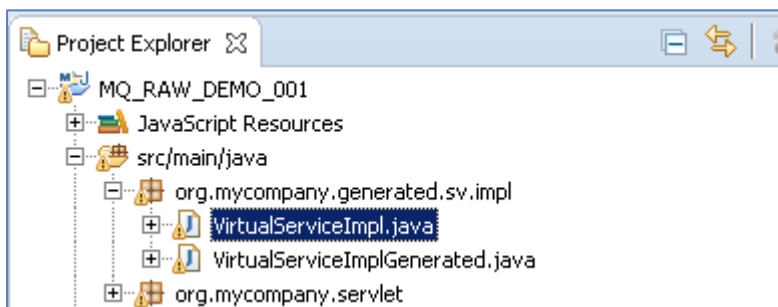 Project Explorer
MQ_RAW_DEMO_001
JavaScript Resources
src/main/java
org.mycompany.generated.sv.impl
VirtualServiceImpl.java
VirtualServiceImplGenerated.java
org.mycompany.servlet